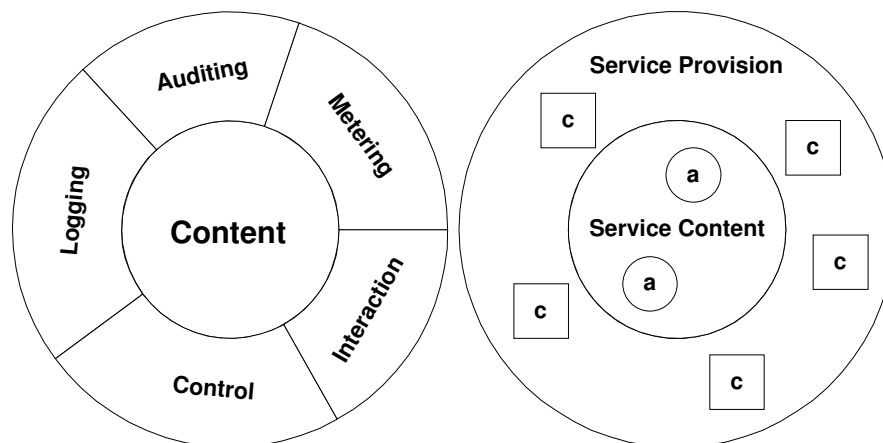 Auditing
Metering
Logging
Content
Interaction
Control
Service Provision
c
c
a
Service Content
c
a
c
c